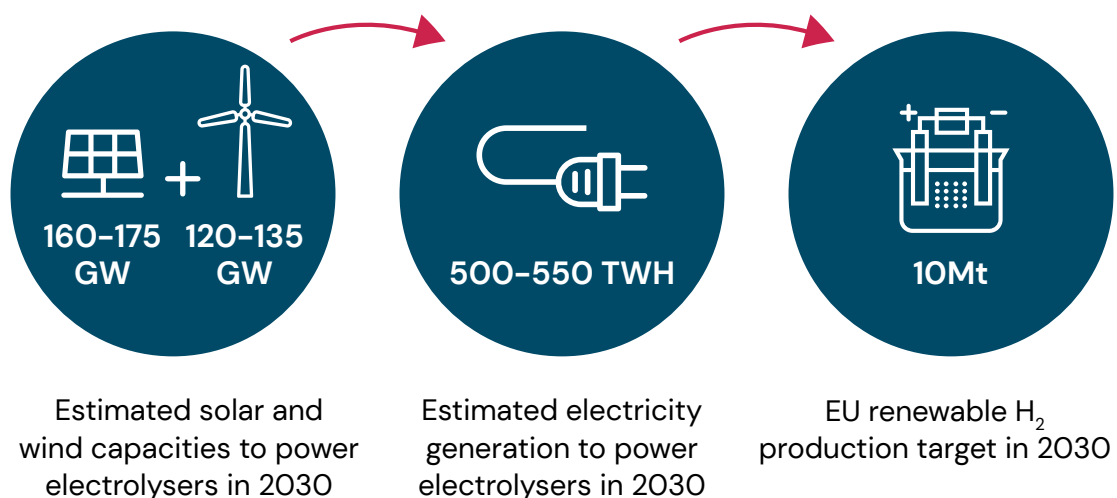 +
160-175
GW
120-135
GW
Estimated solar and
wind capacities to power
electrolysers in 2030
500-550 TWH
Estimated electricity
generation to power
electrolysers in 2030
+ −
10Mt
EU renewable H₂
production target in 2030